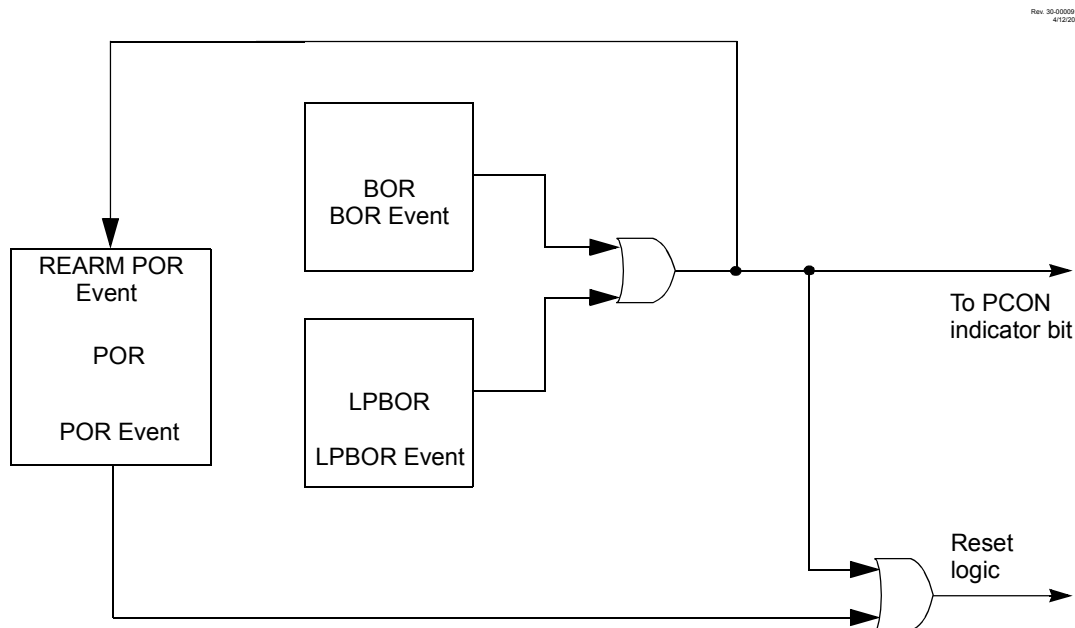 Rev. 30-00009
4/12/20
BOR
BOR Event
REARM POR
Event
POR
POR Event
LPBOR
LPBOR Event
To PCON
indicator bit
Reset
logic